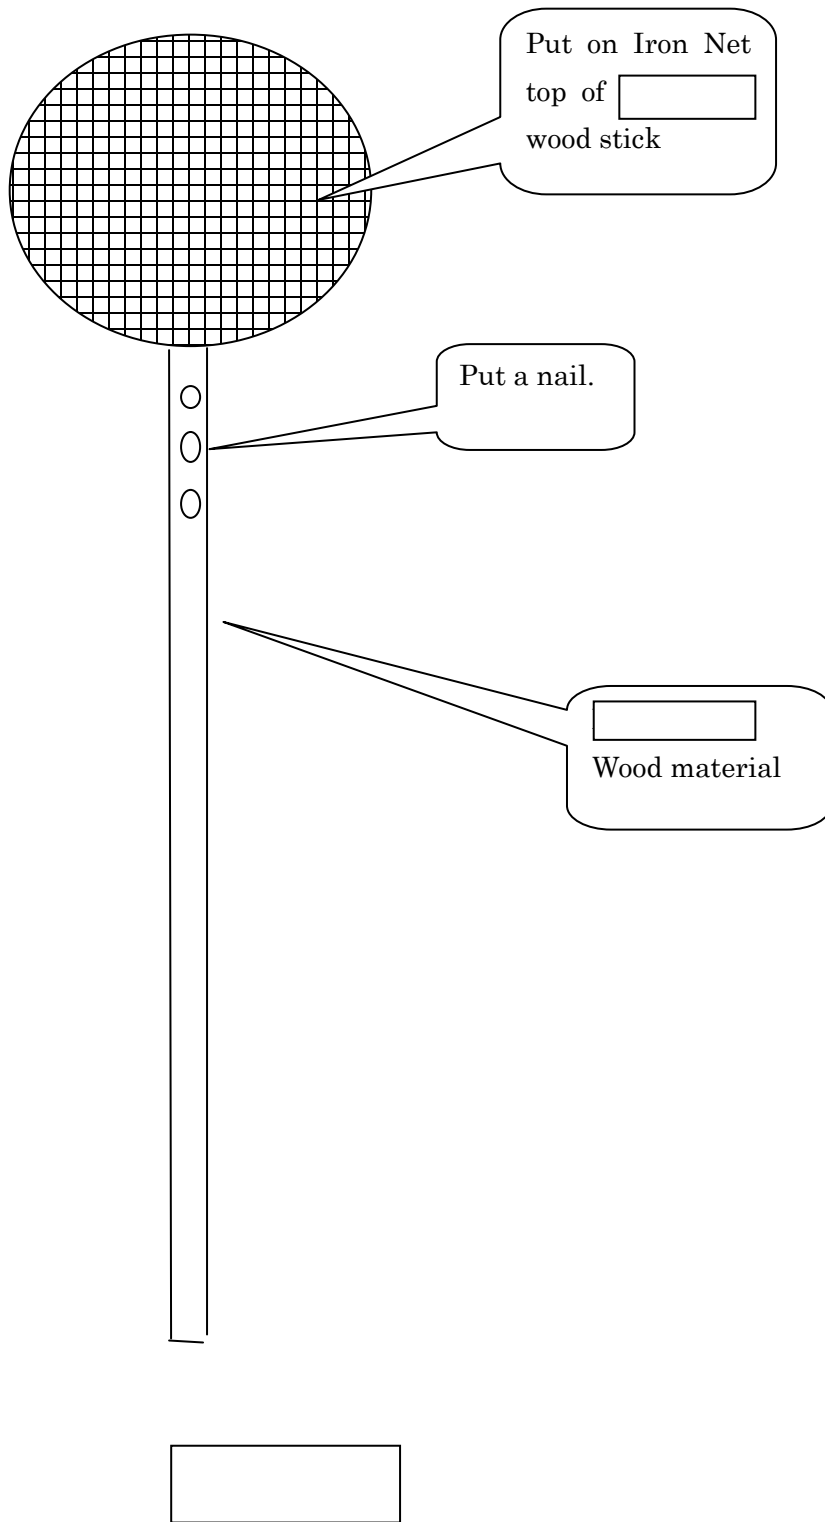 Put on Iron Net
top of
wood stick
Put a nail.
Wood material